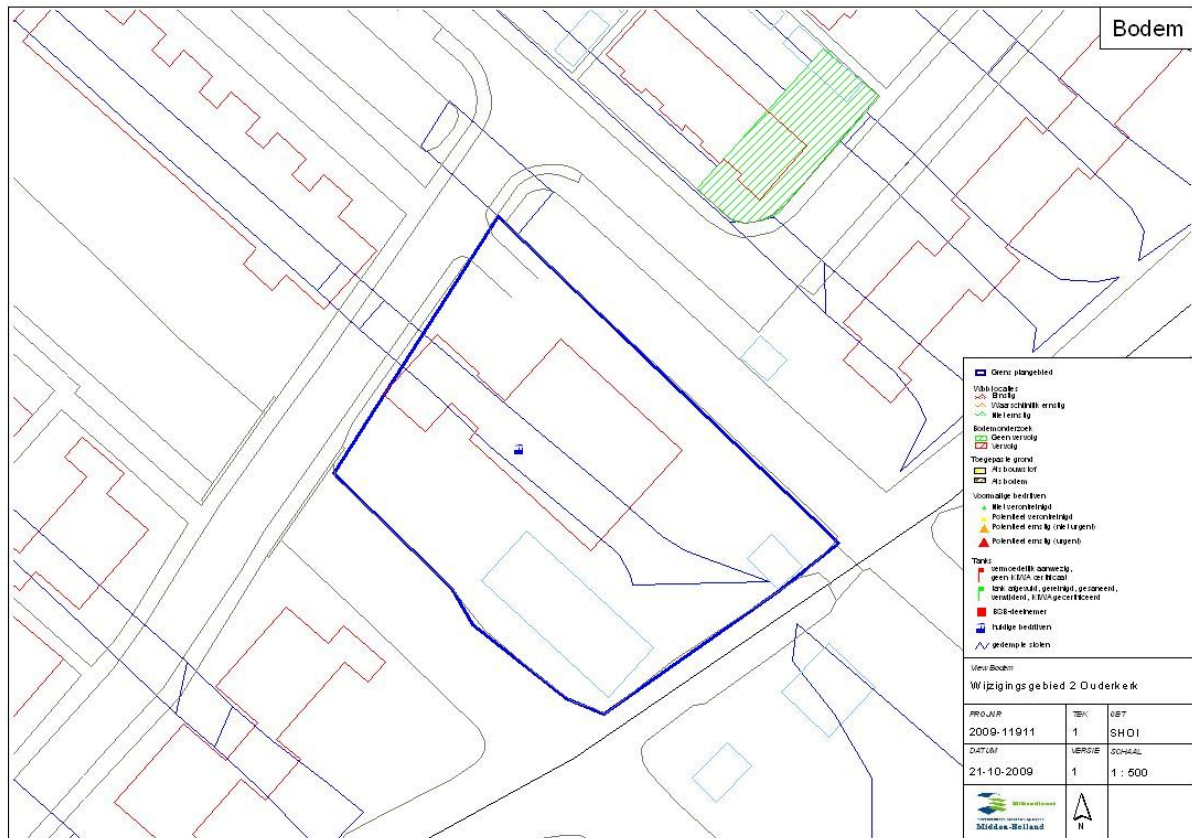 Bodem
Grens plangebied
Wbb locaties
Ernstig
Waarschijnlijk ernstig
Niet ernstig
Bodemonderzoek
Geen vervolg
Vervolg
Toegepaste grond
Als bouwstof
Als bodem
Voormalige bedrijven
Niet verontreinigd
Potentieel verontreinigd
Potentieel ernstig (niet urgent)
Potentieel ernstig (urgent)
Tanks
vermoedelijk aanwezig,
geen KIWA certificaat
tank afgevuld, gereinigd, gesaneerd,
verwijderd, KIWA gecertificeerd
BSB-deelnemer
huidige bedrijven
gedempte sloten
View Bodem
Wijzigingsgebied 2 Ouderkerk
PROJ.NR TEK GET
2009-11911 1 SHOI
DATUM VERSIE SCHAAL
21-10-2009 1 1 : 500
Milieudienst
Midden-Holland
N